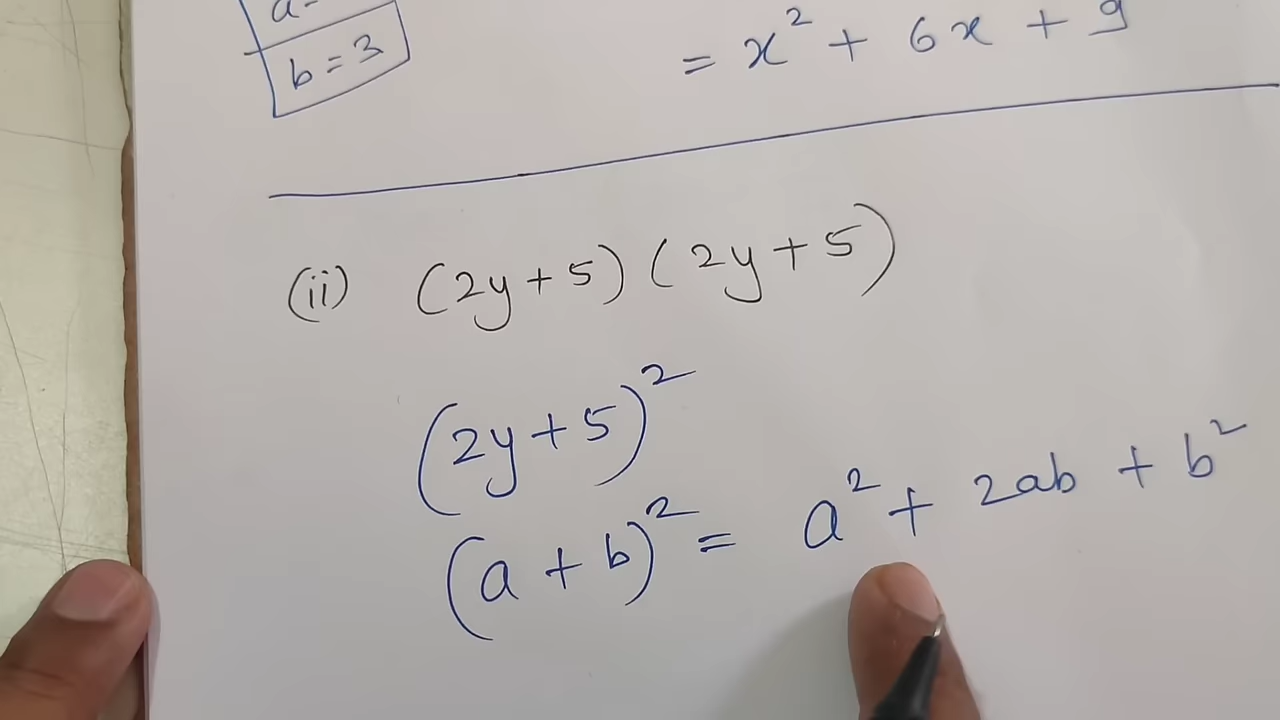 a=
= x² + 6x + 9
b = 3
(ii) (2y+5) (2y+5)
(2y+5)²
(a + b)² = a² + 2ab + b²